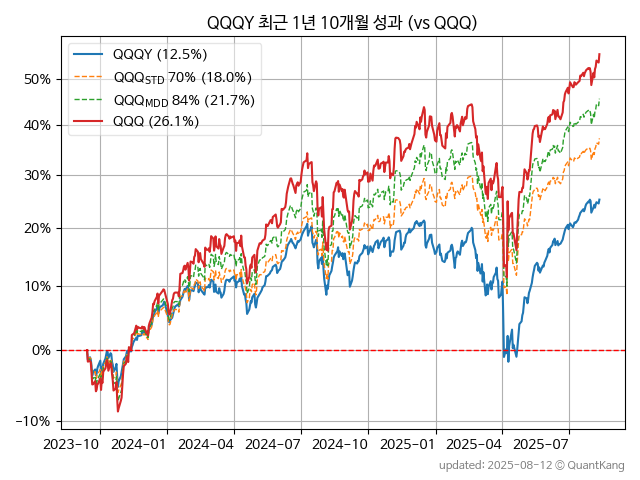 QQQY 최근 1년 10개월 성과 (vs QQQ)
QQQY (12.5%)
QQQSTD 70% (18.0%)
QQQMDD 84% (21.7%)
QQQ (26.1%)
50%
40%
30%
20%
10%
0%
−10%
2023-10 2024-01 2024-04 2024-07 2024-10 2025-01 2025-04 2025-07
updated: 2025-08-12 © QuantKang